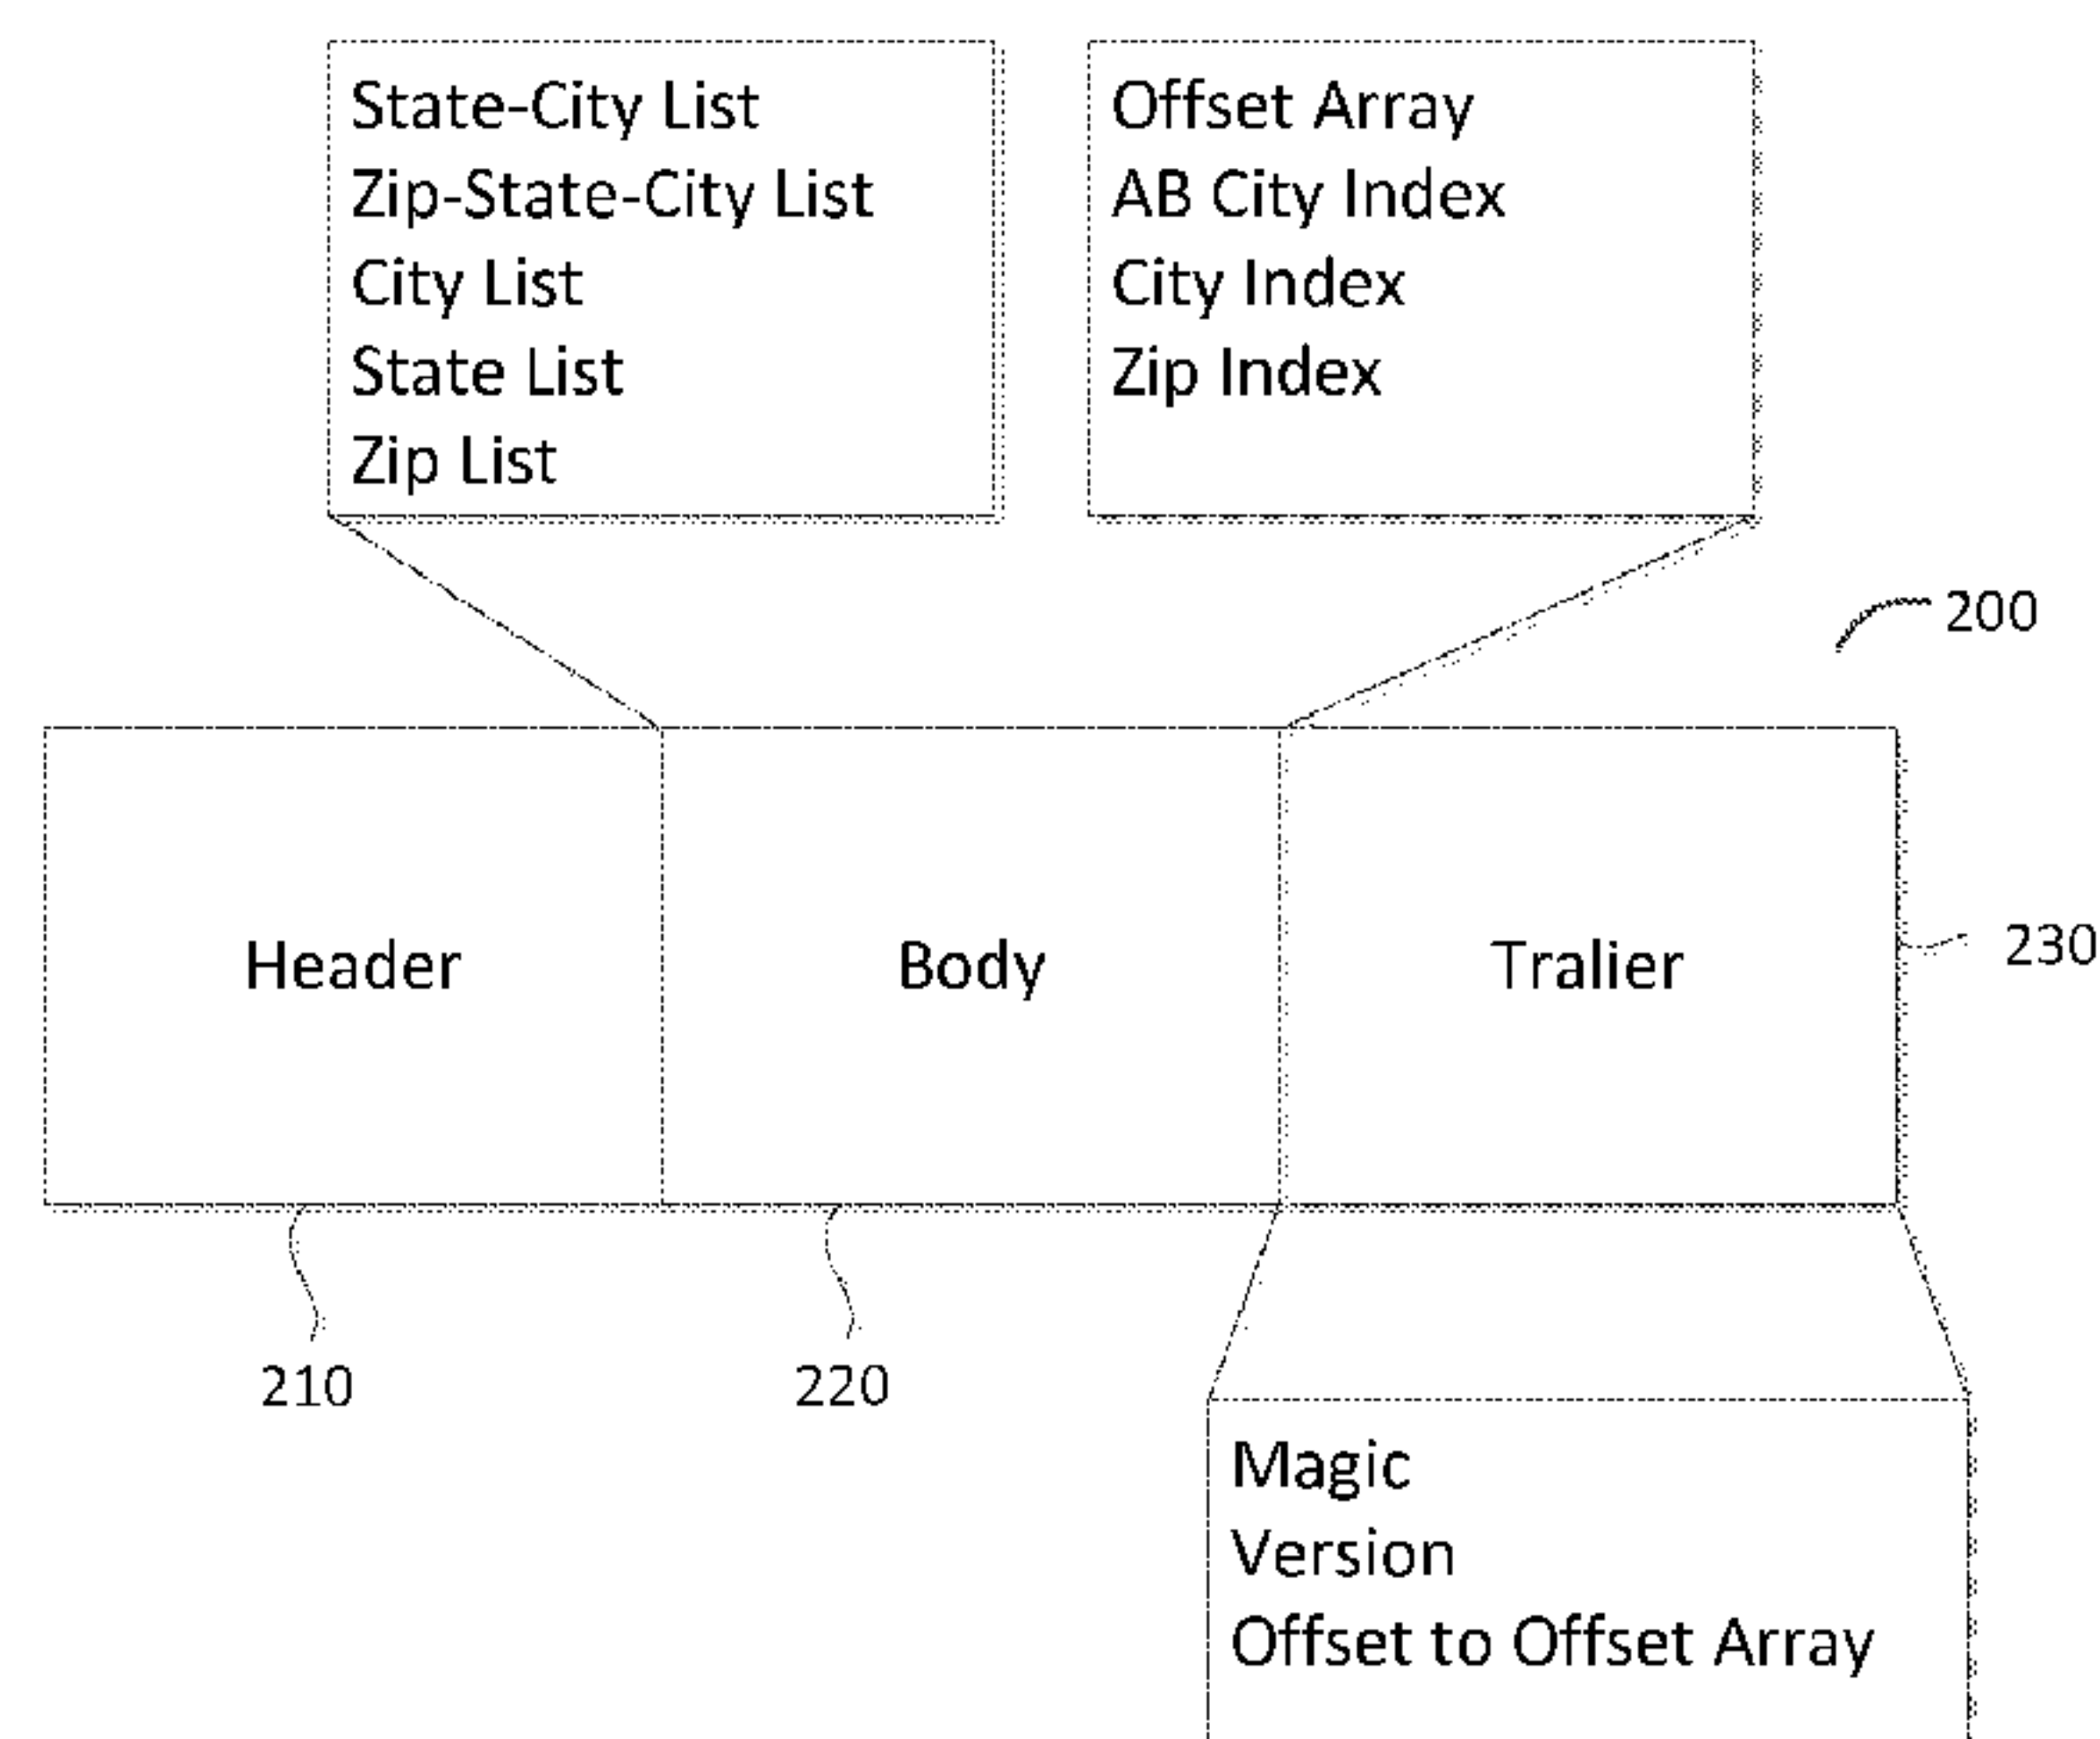 State-City List
Zip-State-City List
City List
State List
Zip List
Offset Array
AB City Index
City Index
Zip Index
200
Header
Body
Tralier
230
210
220
Magic
Version
Offset to Offset Array